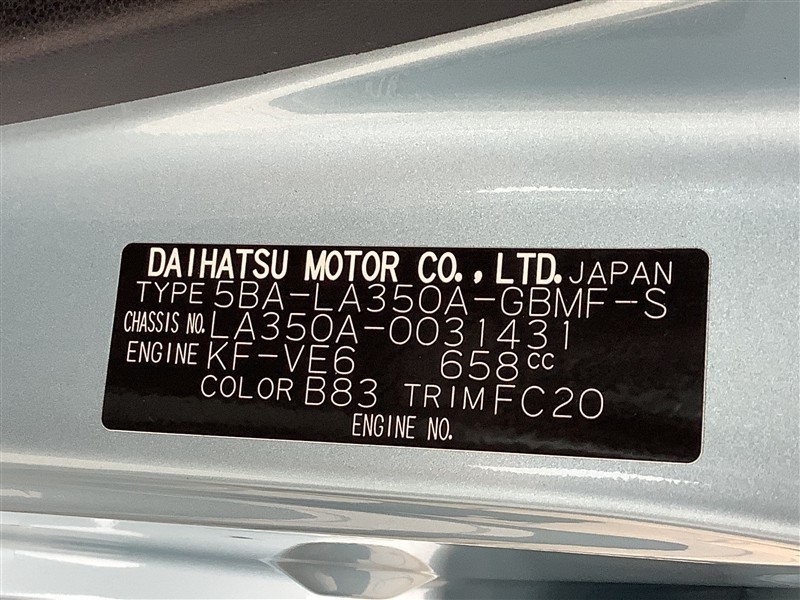 DAIHATSU MOTOR CO., LTD. JAPAN
TYPE 5BA-LA350A-GBMF-S
CHASSIS NO. LA350A-0031431
ENGINE KF-VE6 658cc
COLOR B83 TRIM FC20
ENGINE NO.